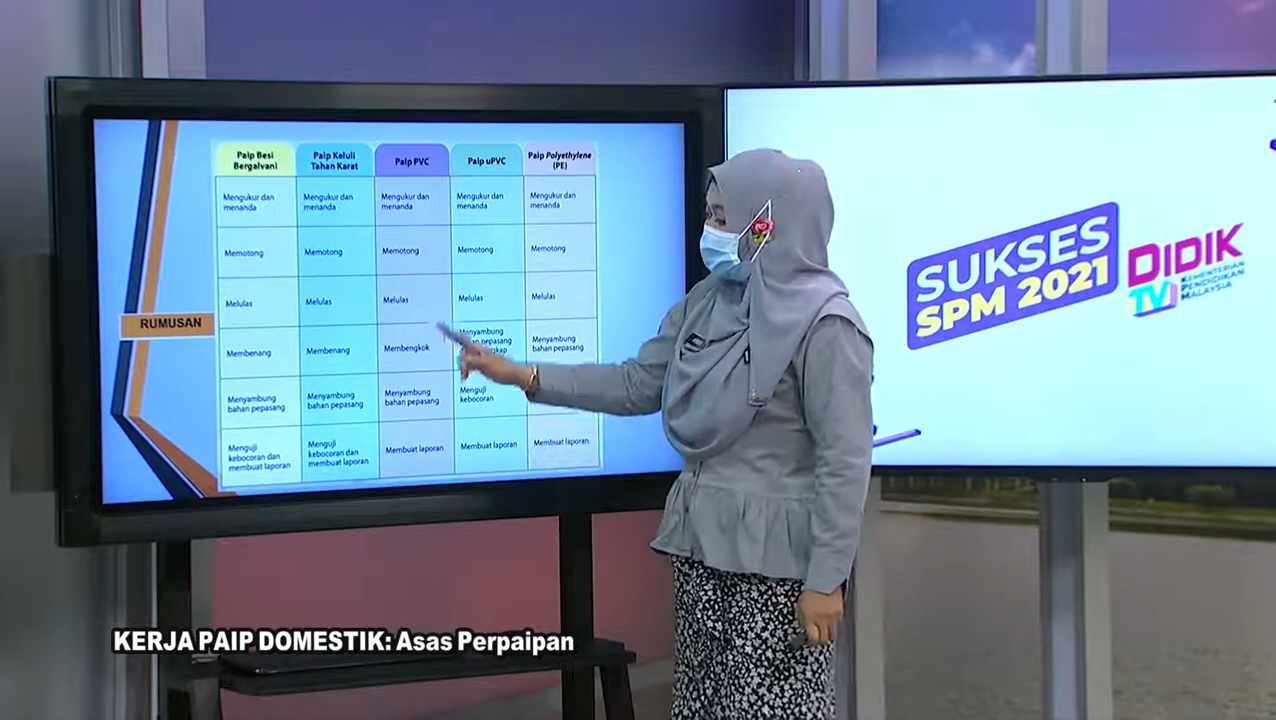 Paip Besi
Bergalvani
Paip Keluli
Tahan Karat
Paip PVC
Paip uPVC
Paip Polyethylene
(PE)
Mengukur dan
menanda
Mengukur dan
menanda
Mengukur dan
menanda
Mengukur dan
menanda
Mengukur dan
menanda
Memotong
Memotong
Memotong
Memotong
Memotong
Melulas
Melulas
Melulas
Melulas
Melulas
Membenang
Membenang
Membengkok
Menyambung
pepasang
Menyambung
bahan pepasang
Menyambung
bahan pepasang
Menyambung
bahan pepasang
Menyambung
bahan pepasang
Menguji
kebocoran
Menguji
kebocoran dan
membuat laporan
Menguji
kebocoran dan
membuat laporan
Membuat laporan
Membuat laporan
Membuat laporan
RUMUSAN
SUKSES
SPM 2021
DIDIK
TV
KEMENTERIAN
PENDIDIKAN
MALAYSIA
KERJA PAIP DOMESTIK: Asas Perpaipan